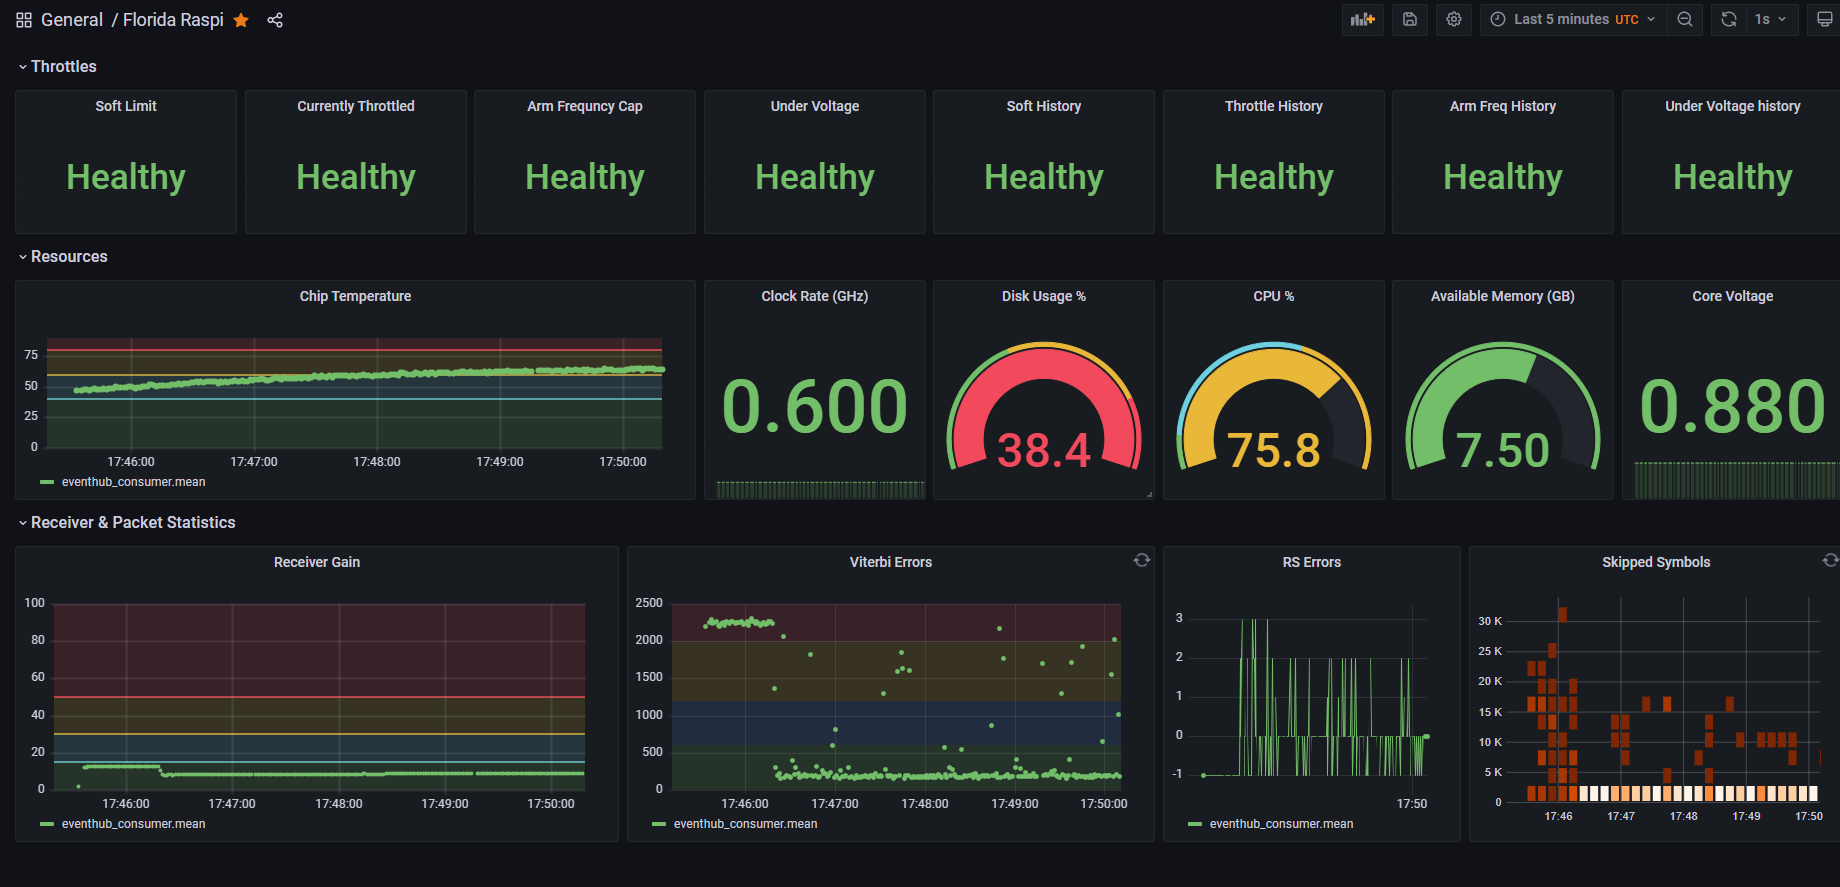 General / Florida Raspi
Last 5 minutes UTC
1s
Throttles
Soft Limit
Healthy
Currently Throttled
Healthy
Arm Frequncy Cap
Healthy
Under Voltage
Healthy
Soft History
Healthy
Throttle History
Healthy
Arm Freq History
Healthy
Under Voltage history
Healthy
Resources
Chip Temperature
75
50
25
0
17:46:00 17:47:00 17:48:00 17:49:00 17:50:00
eventhub_consumer.mean
Clock Rate (GHz)
0.600
Disk Usage %
38.4
CPU %
75.8
Available Memory (GB)
7.50
Core Voltage
0.880
Receiver & Packet Statistics
Receiver Gain
100
80
60
40
20
0
17:46:00 17:47:00 17:48:00 17:49:00 17:50:00
eventhub_consumer.mean
Viterbi Errors
2500
2000
1500
1000
500
0
17:46:00 17:47:00 17:48:00 17:49:00 17:50:00
eventhub_consumer.mean
RS Errors
3
2
1
0
-1
17:50
eventhub_consumer.mean
Skipped Symbols
30 K
25 K
20 K
15 K
10 K
5 K
0
17:46 17:47 17:48 17:49 17:50